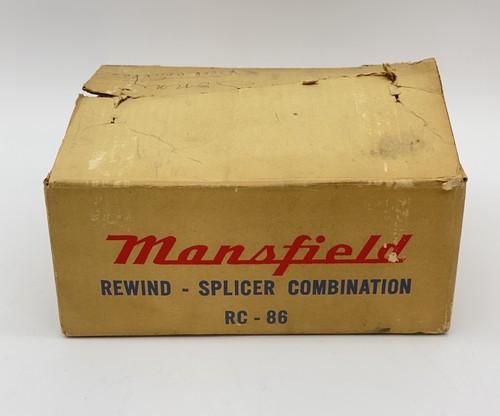 Mansfield
REWIND - SPLICER COMBINATION
RC - 86